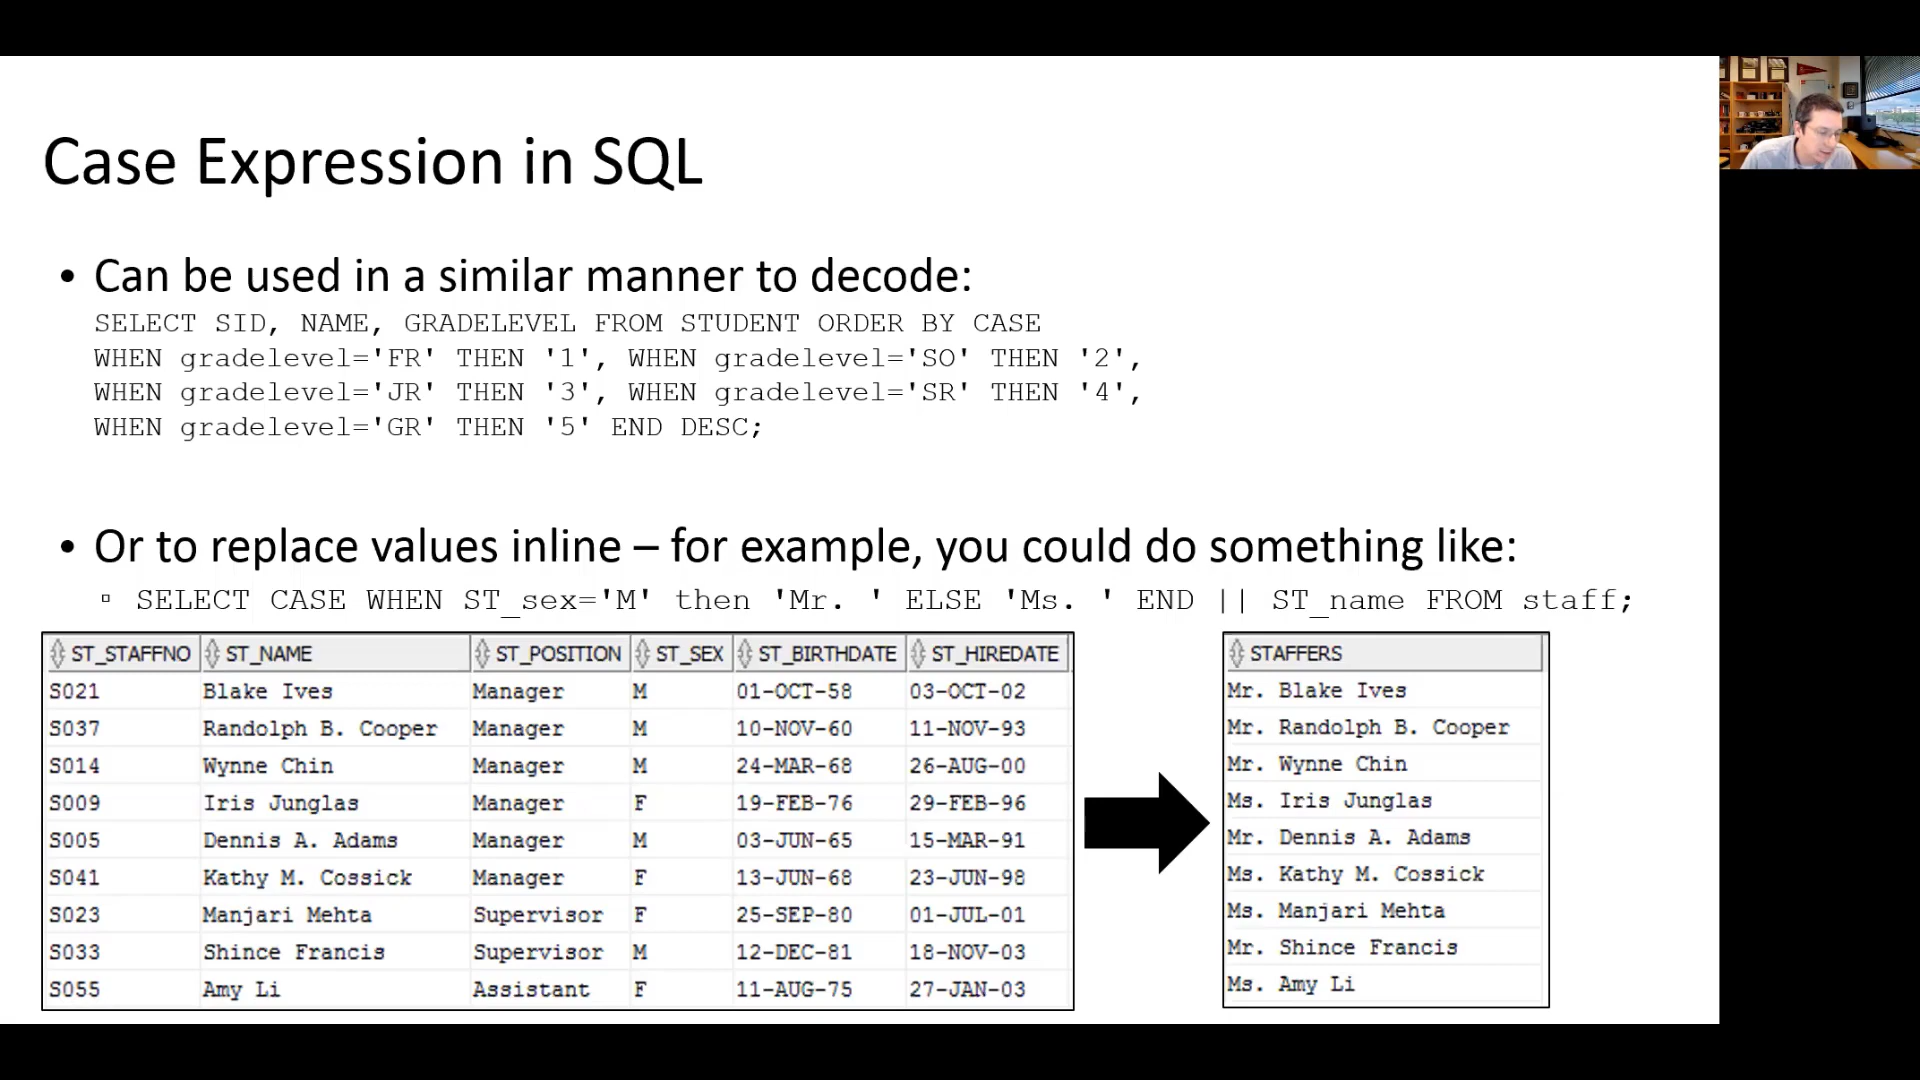 Case Expression in SQL
• Can be used in a similar manner to decode:
SELECT SID, NAME, GRADELEVEL FROM STUDENT ORDER BY CASE
WHEN gradelevel='FR' THEN '1', WHEN gradelevel='SO' THEN '2',
WHEN gradelevel='JR' THEN '3', WHEN gradelevel='SR' THEN '4',
WHEN gradelevel='GR' THEN '5' END DESC;
• Or to replace values inline – for example, you could do something like:
▫ SELECT CASE WHEN ST_sex='M' then 'Mr. ' ELSE 'Ms. ' END || ST_name FROM staff;
ST_STAFFNO ST_NAME ST_POSITION ST_SEX ST_BIRTHDATE ST_HIREDATE
S021 Blake Ives Manager M 01-OCT-58 03-OCT-02
S037 Randolph B. Cooper Manager M 10-NOV-60 11-NOV-93
S014 Wynne Chin Manager M 24-MAR-68 26-AUG-00
S009 Iris Junglas Manager F 19-FEB-76 29-FEB-96
S005 Dennis A. Adams Manager M 03-JUN-65 15-MAR-91
S041 Kathy M. Cossick Manager F 13-JUN-68 23-JUN-98
S023 Manjari Mehta Supervisor F 25-SEP-80 01-JUL-01
S033 Shince Francis Supervisor M 12-DEC-81 18-NOV-03
S055 Amy Li Assistant F 11-AUG-75 27-JAN-03
STAFFERS
Mr. Blake Ives
Mr. Randolph B. Cooper
Mr. Wynne Chin
Ms. Iris Junglas
Mr. Dennis A. Adams
Ms. Kathy M. Cossick
Ms. Manjari Mehta
Mr. Shince Francis
Ms. Amy Li